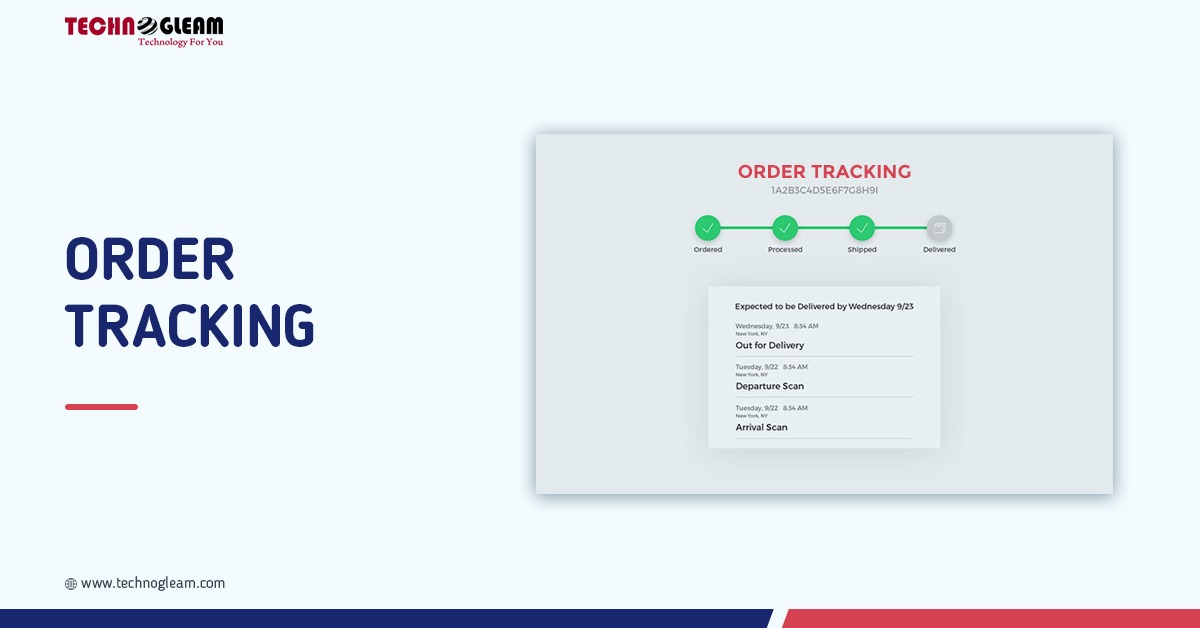 TECHNOGLEAM
Technology For You
ORDER
TRACKING
www.technogleam.com
ORDER TRACKING
1A2B3C4D5E6F7G8H9I
Ordered Processed Shipped Delivered
Expected to be Delivered by Wednesday 9/23
Wednesday, 9/23 8:34 AM
New York, NY
Out for Delivery
Tuesday, 9/22 8:34 AM
New York, NY
Departure Scan
Tuesday, 9/22 8:34 AM
New York, NY
Arrival Scan